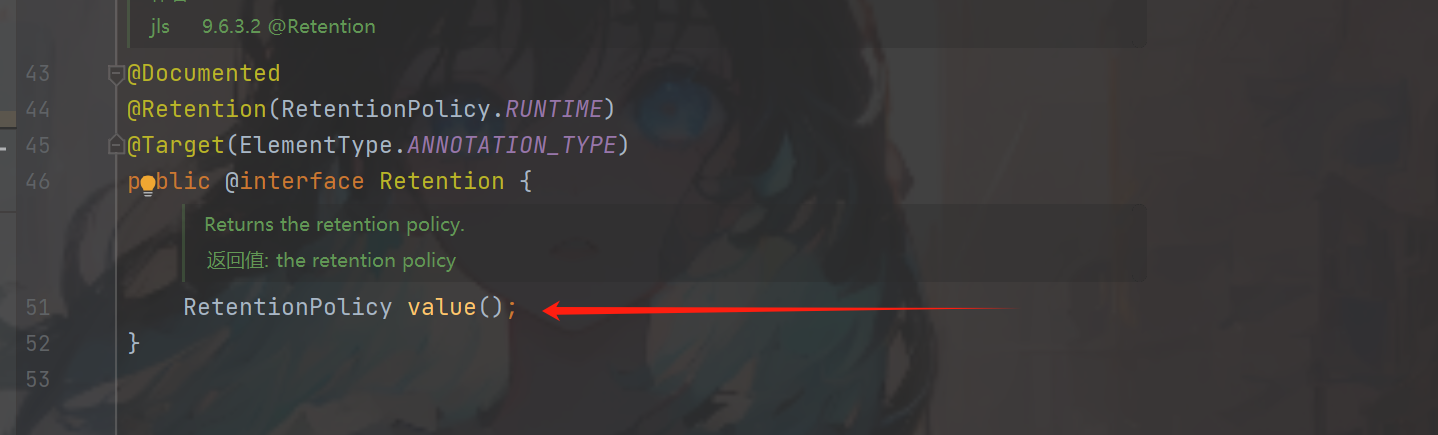 jls 9.6.3.2 @Retention
43 @Documented
44 @Retention(RetentionPolicy.RUNTIME)
45 @Target(ElementType.ANNOTATION_TYPE)
46 public @interface Retention {
Returns the retention policy.
返回值: the retention policy
51 RetentionPolicy value();
52 }
53